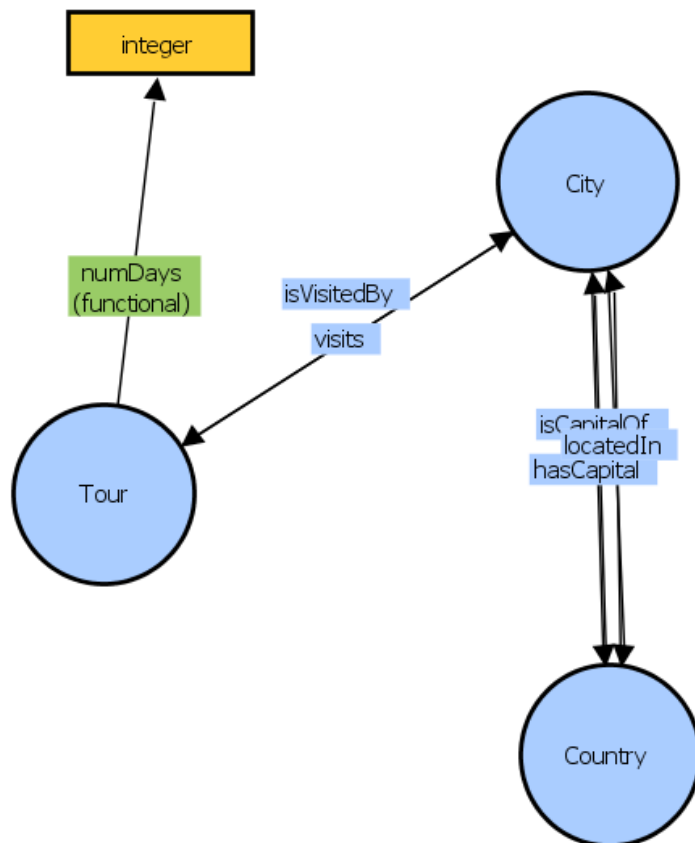 integer
City
numDays
(functional)
isVisitedBy
visits
isCapitalOf
locatedIn
hasCapital
Tour
Country